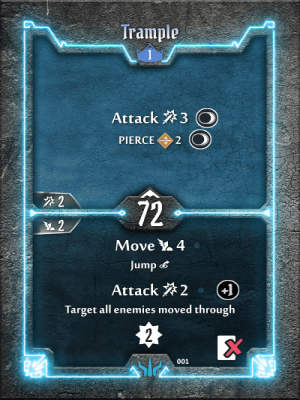 Trample
1
Attack 3
PIERCE 2
2
72
2
Move 4
Jump
Attack 2 +1
Target all enemies moved through
2
001